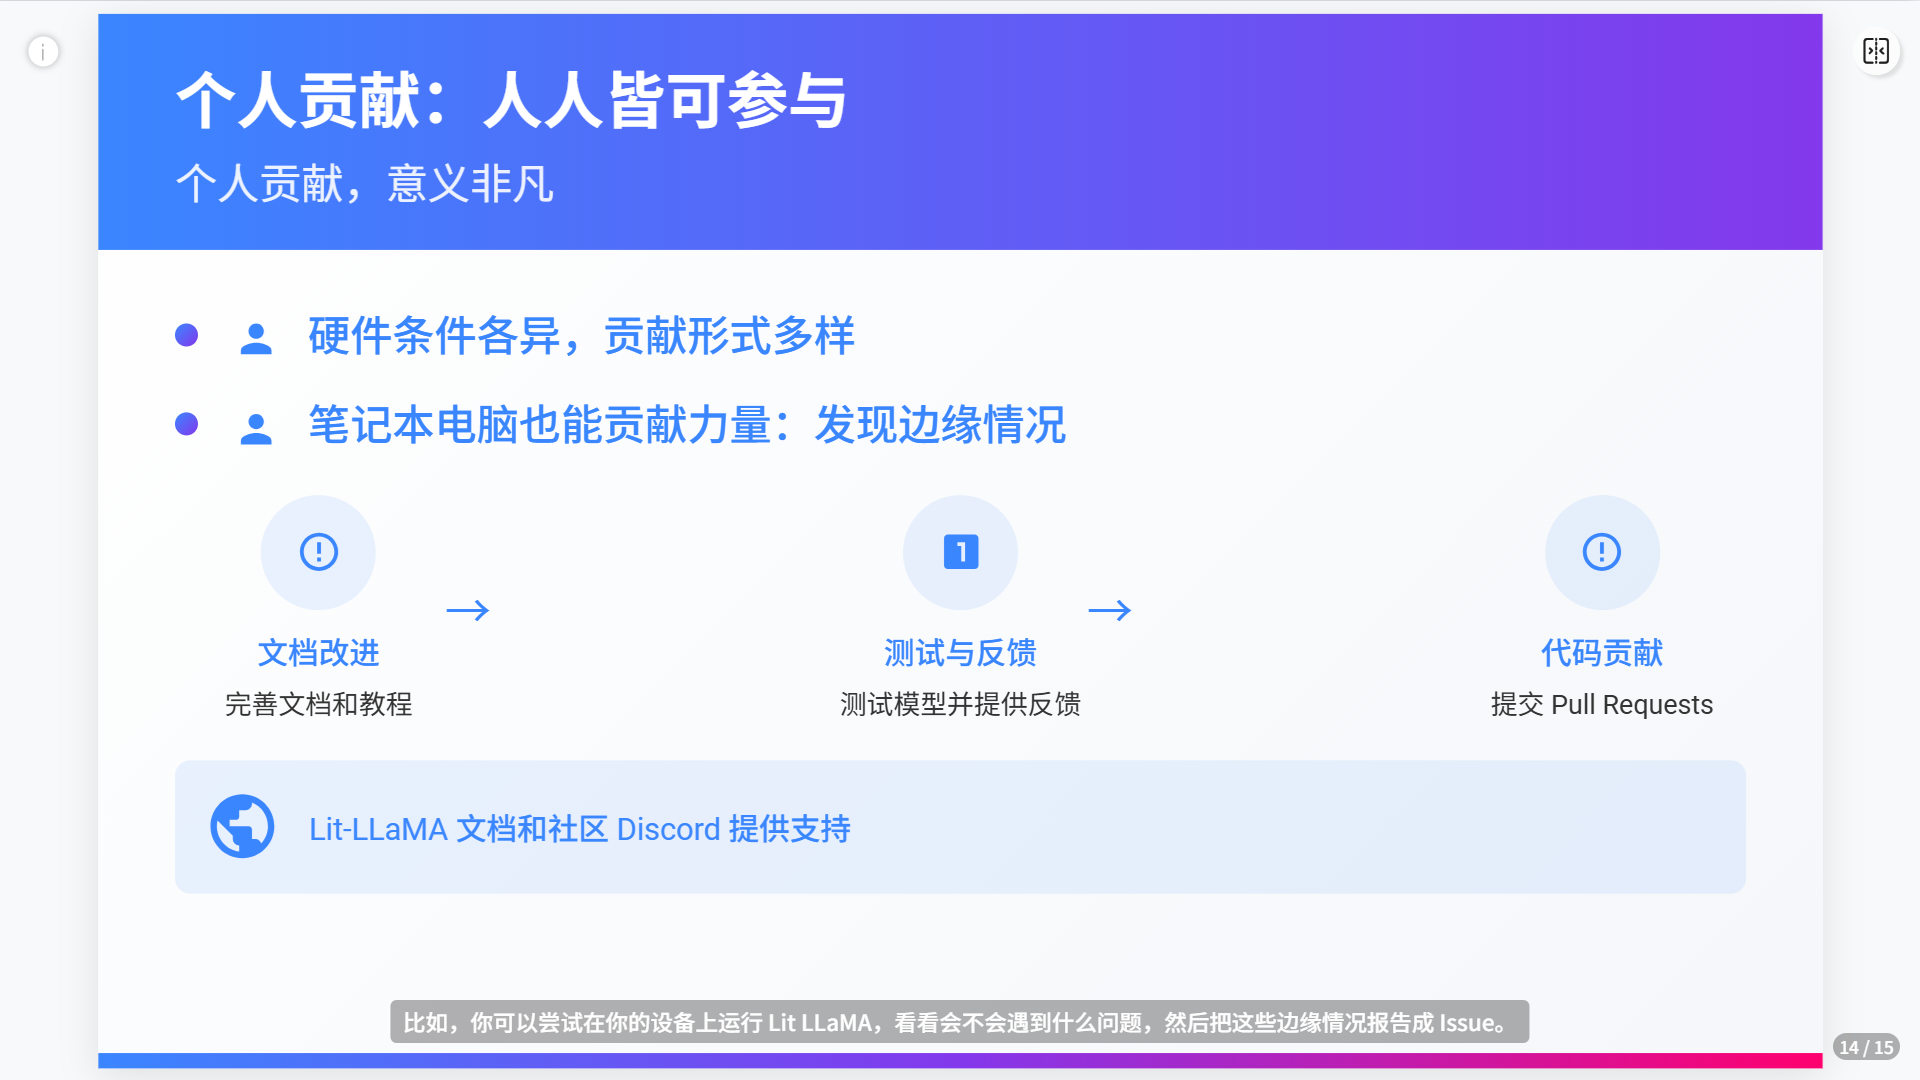 个人贡献：人人皆可参与
个人贡献，意义非凡
硬件条件各异，贡献形式多样
笔记本电脑也能贡献力量：发现边缘情况
文档改进
完善文档和教程
1
测试与反馈
测试模型并提供反馈
代码贡献
提交 Pull Requests
Lit-LLaMA 文档和社区 Discord 提供支持
比如，你可以尝试在你的设备上运行 Lit LLaMA，看看会不会遇到什么问题，然后把这些边缘情况报告成 Issue。
14 / 15